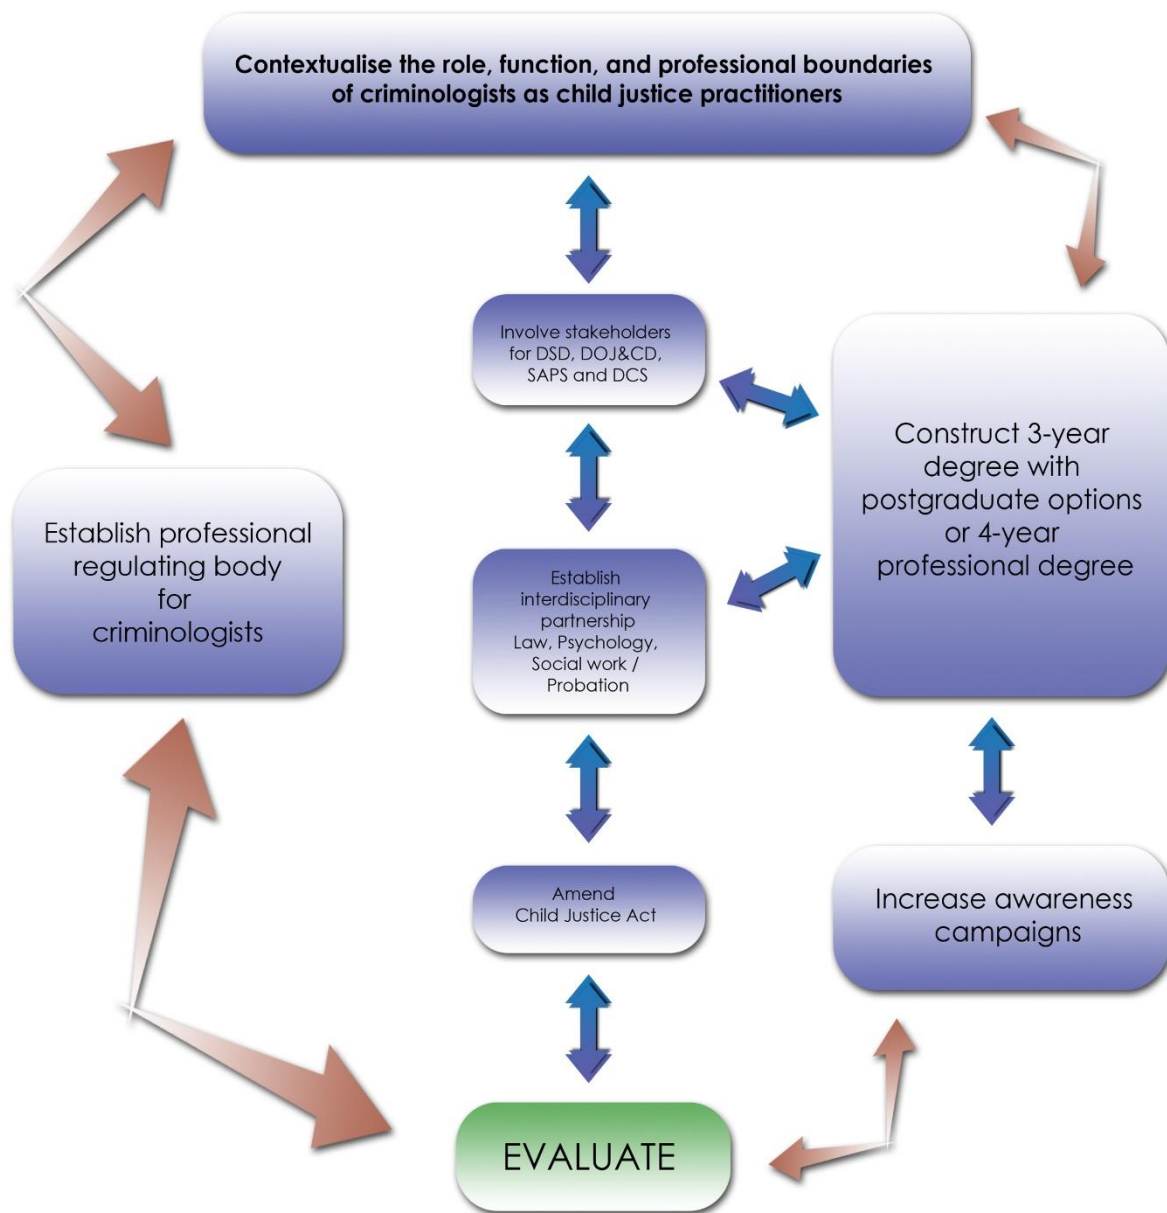 Contextualise the role, function, and professional boundaries
of criminologists as child justice practitioners
Involve stakeholders
for DSD, DOJ&CD,
SAPS and DCS
Construct 3-year
degree with
postgraduate options
or 4-year
professional degree
Establish professional
regulating body
for
criminologists
Establish
interdisciplinary
partnership
Law, Psychology,
Social work /
Probation
Amend
Child Justice Act
Increase awareness
campaigns
EVALUATE